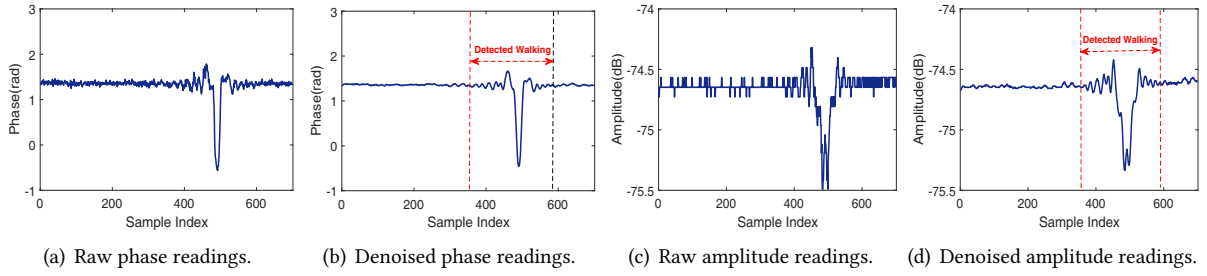 3
2
1
0
-1
Phase(rad)
0 200 400 600
Sample Index
(a) Raw phase readings.
3
2
1
0
-1
Phase(rad)
Detected Walking
0 200 400 600
Sample Index
(b) Denoised phase readings.
-74
-74.5
-75
-75.5
Amplitude(dB)
0 200 400 600
Sample Index
(c) Raw amplitude readings.
-74
-74.5
-75
-75.5
Amplitude(dB)
Detected Walking
0 200 400 600
Sample Index
(d) Denoised amplitude readings.